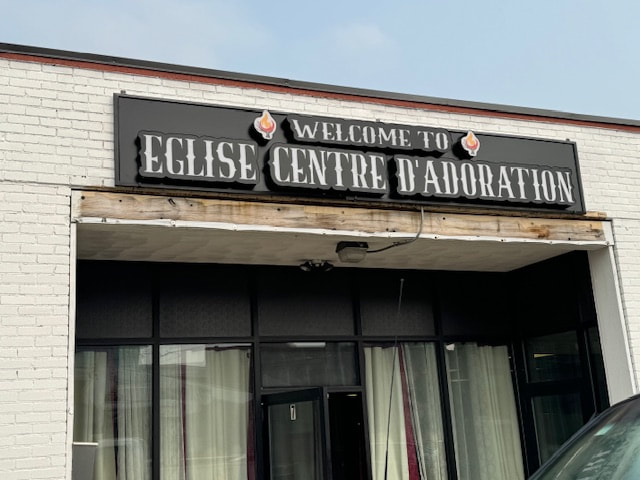 WELCOME TO
EGLISE CENTRE D'ADORATION